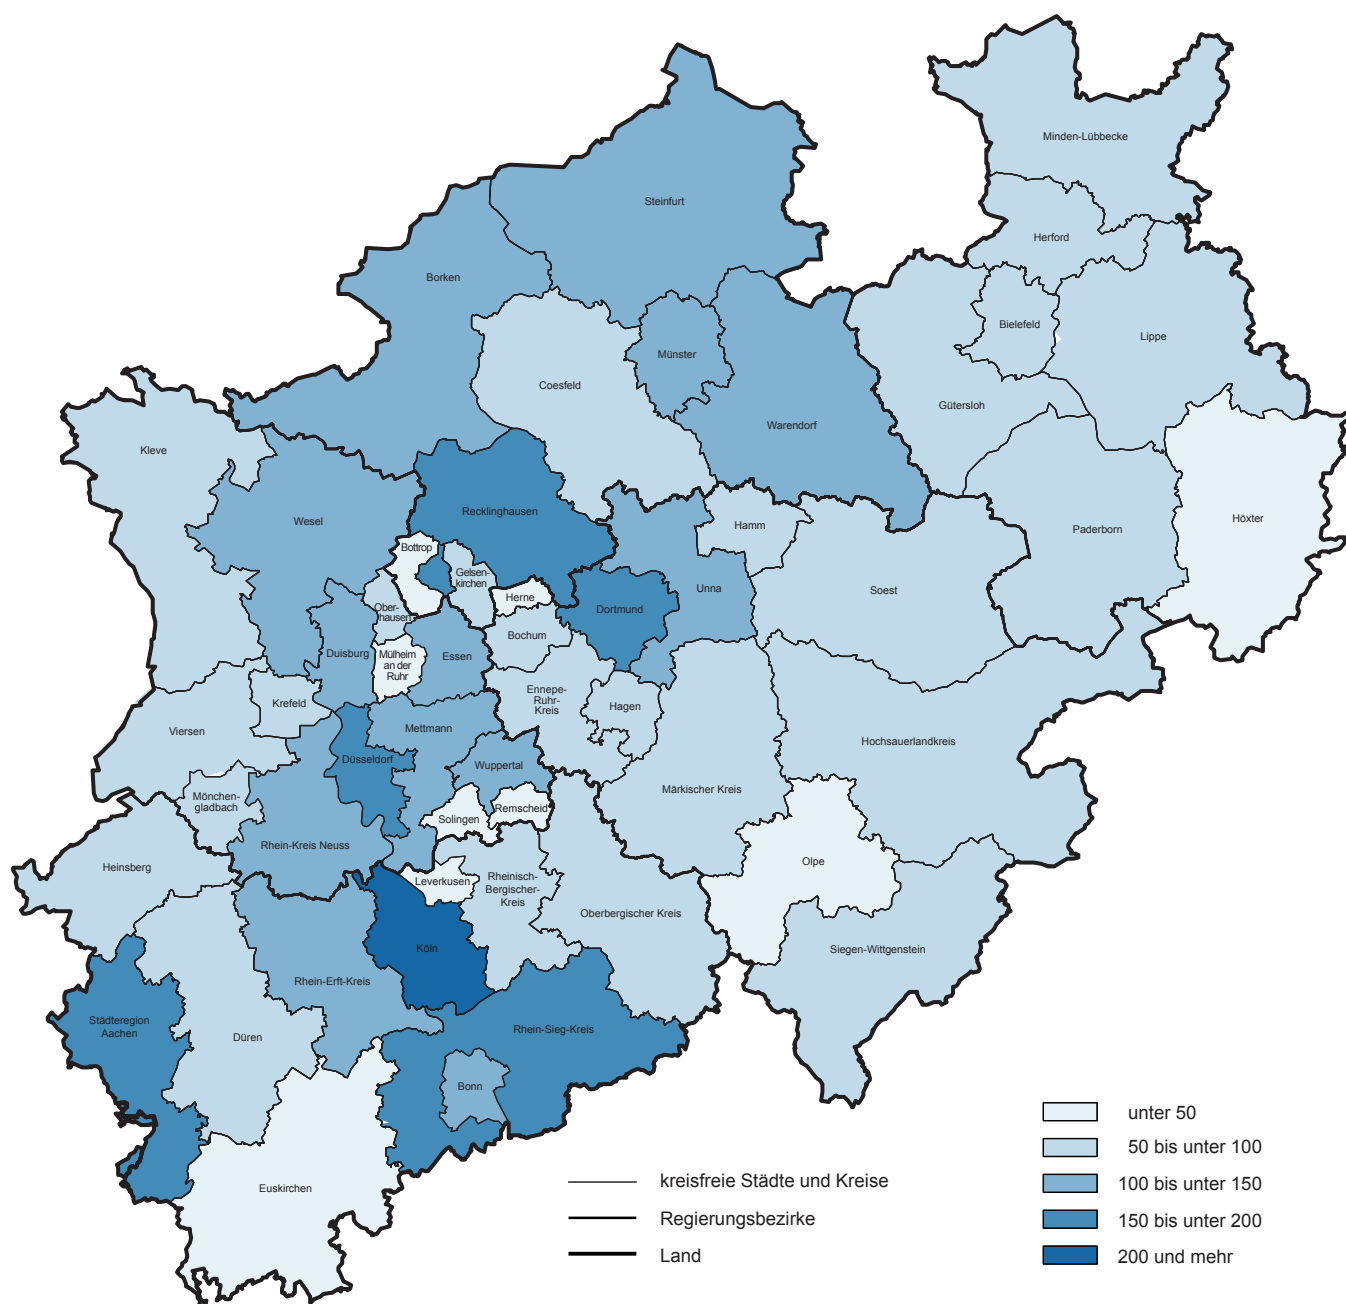 Minden-Lübbecke
Steinfurt
Herford
Borken
Bielefeld
Lippe
Münster
Coesfeld
Gütersloh
Warendorf
Kleve
Recklinghausen
Wesel
Hamm
Paderborn
Höxter
Bottrop
Gelsen-
kirchen
Unna
Soest
Herne
Ober-
hausen
Dortmund
Bochum
Duisburg
Mülheim
an der
Ruhr
Essen
Ennepe-
Ruhr-
Kreis
Krefeld
Hagen
Viersen
Mettmann
Hochsauerlandkreis
Düsseldorf
Wuppertal
Märkischer Kreis
Mönchen-
gladbach
Remscheid
Solingen
Rhein-Kreis Neuss
Olpe
Heinsberg
Leverkusen
Rheinisch-
Bergischer-
Kreis
Oberbergischer Kreis
Köln
Siegen-Wittgenstein
Rhein-Erft-Kreis
Städteregion
Aachen
Düren
Rhein-Sieg-Kreis
Bonn
Euskirchen
kreisfreie Städte und Kreise
Regierungsbezirke
Land
unter 50
50 bis unter 100
100 bis unter 150
150 bis unter 200
200 und mehr